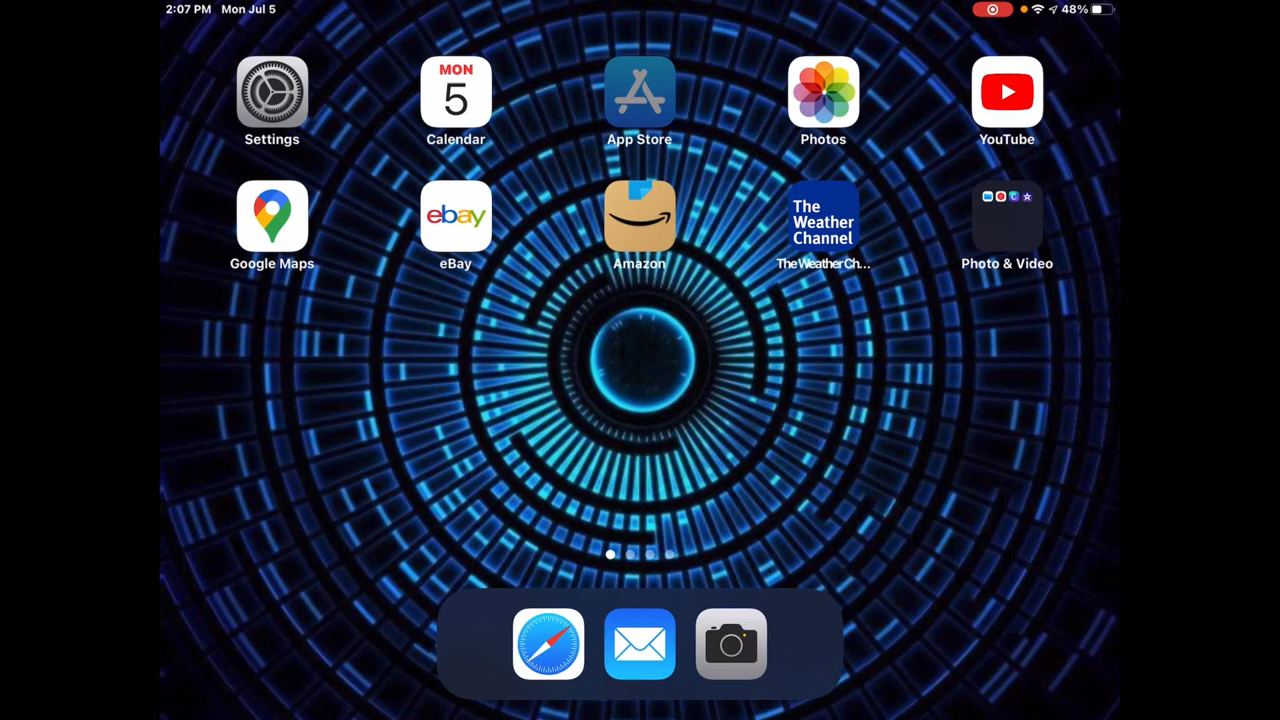 2:07 PM Mon Jul 5 48%
MON
5
Settings Calendar App Store Photos YouTube
ebay
The
Weather
Channel
Google Maps eBay Amazon The Weather Ch... Photo & Video